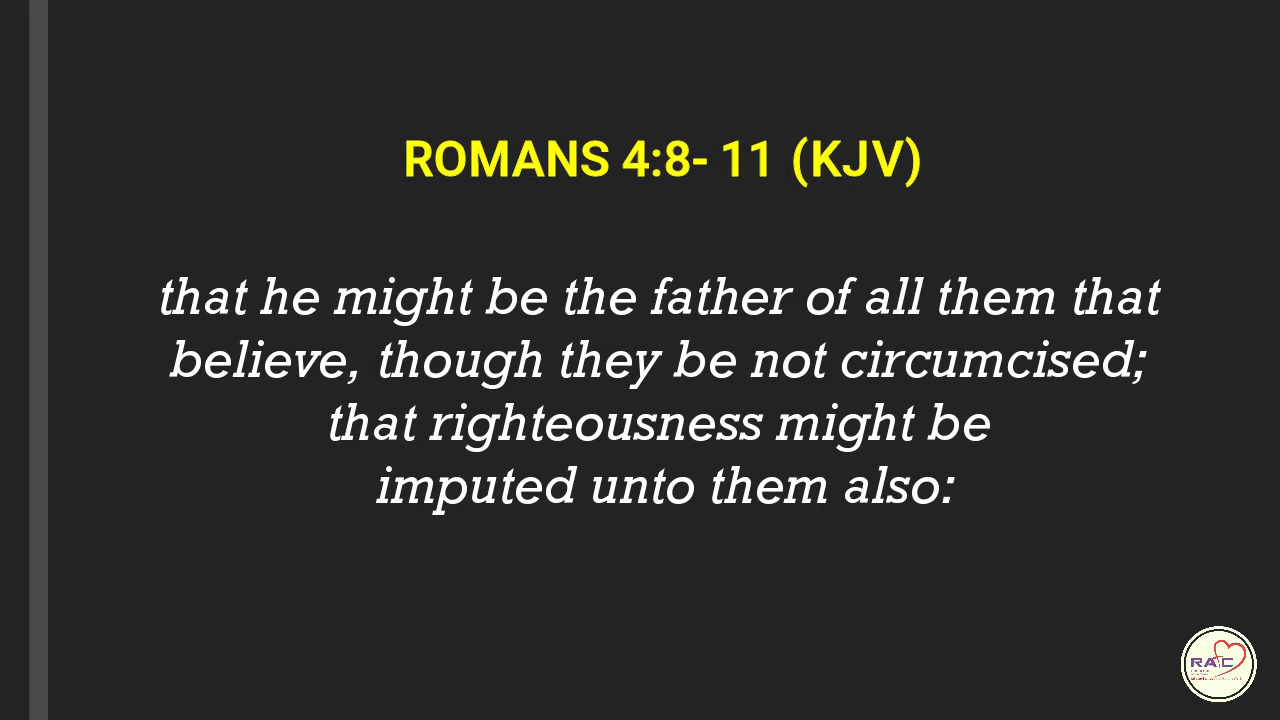 ROMANS 4:8- 11 (KJV)
that he might be the father of all them that
believe, though they be not circumcised;
that righteousness might be
imputed unto them also:
RAFC